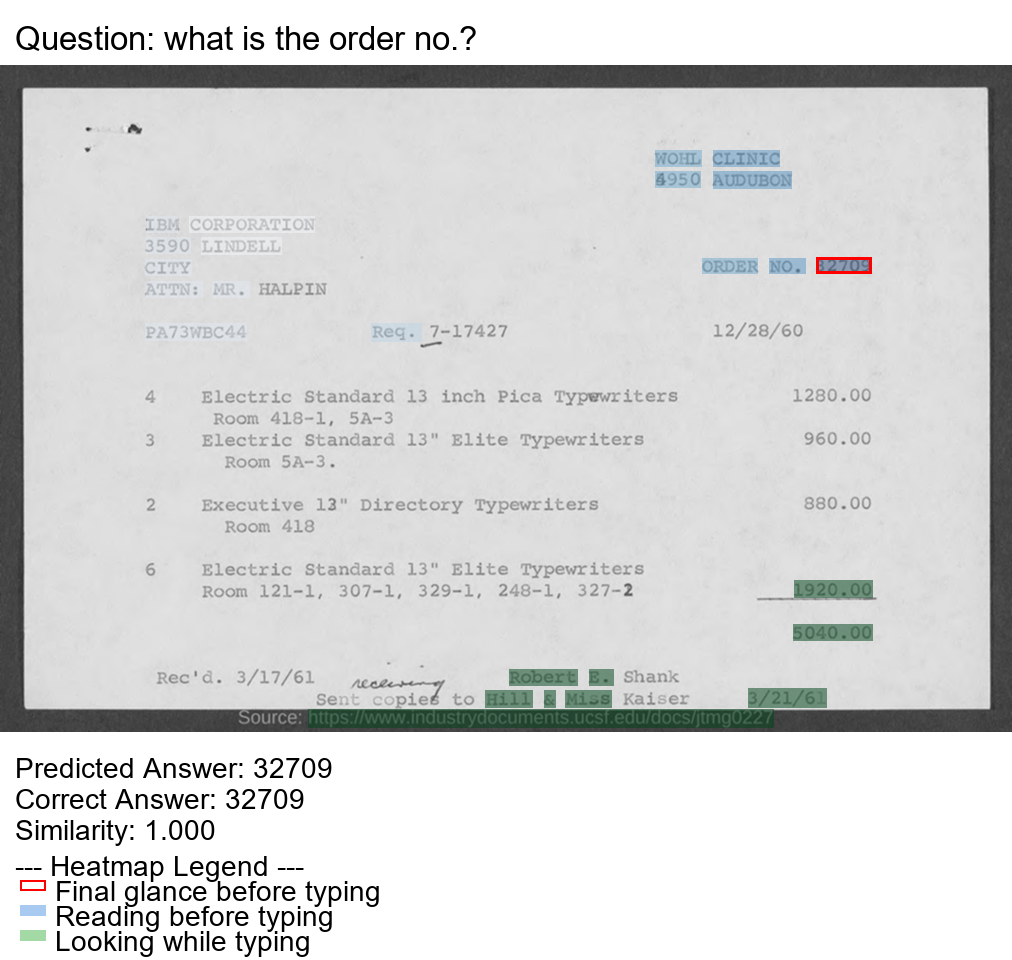 Question: what is the order no.?
WOHL CLINIC
4950 AUDUBON
IBM CORPORATION
3590 LINDELL
CITY
ORDER NO. 32709
ATTN: MR. HALPIN
PA73WBC44 Req. 7-17427 12/28/60
4 Electric Standard 13 inch Pica Typewriters 1280.00
Room 418-1, 5A-3
3 Electric Standard 13" Elite Typewriters 960.00
Room 5A-3.
2 Executive 13" Directory Typewriters 880.00
Room 418
6 Electric Standard 13" Elite Typewriters
Room 121-1, 307-1, 329-1, 248-1, 327-2 1920.00
5040.00
Rec'd. 3/17/61 receiving Robert E. Shank
Sent copies to Hill & Miss Kaiser 3/21/61
Source: https://www.industrydocuments.ucsf.edu/docs/jtmg0227
Predicted Answer: 32709
Correct Answer: 32709
Similarity: 1.000
--- Heatmap Legend ---
Final glance before typing
Reading before typing
Looking while typing